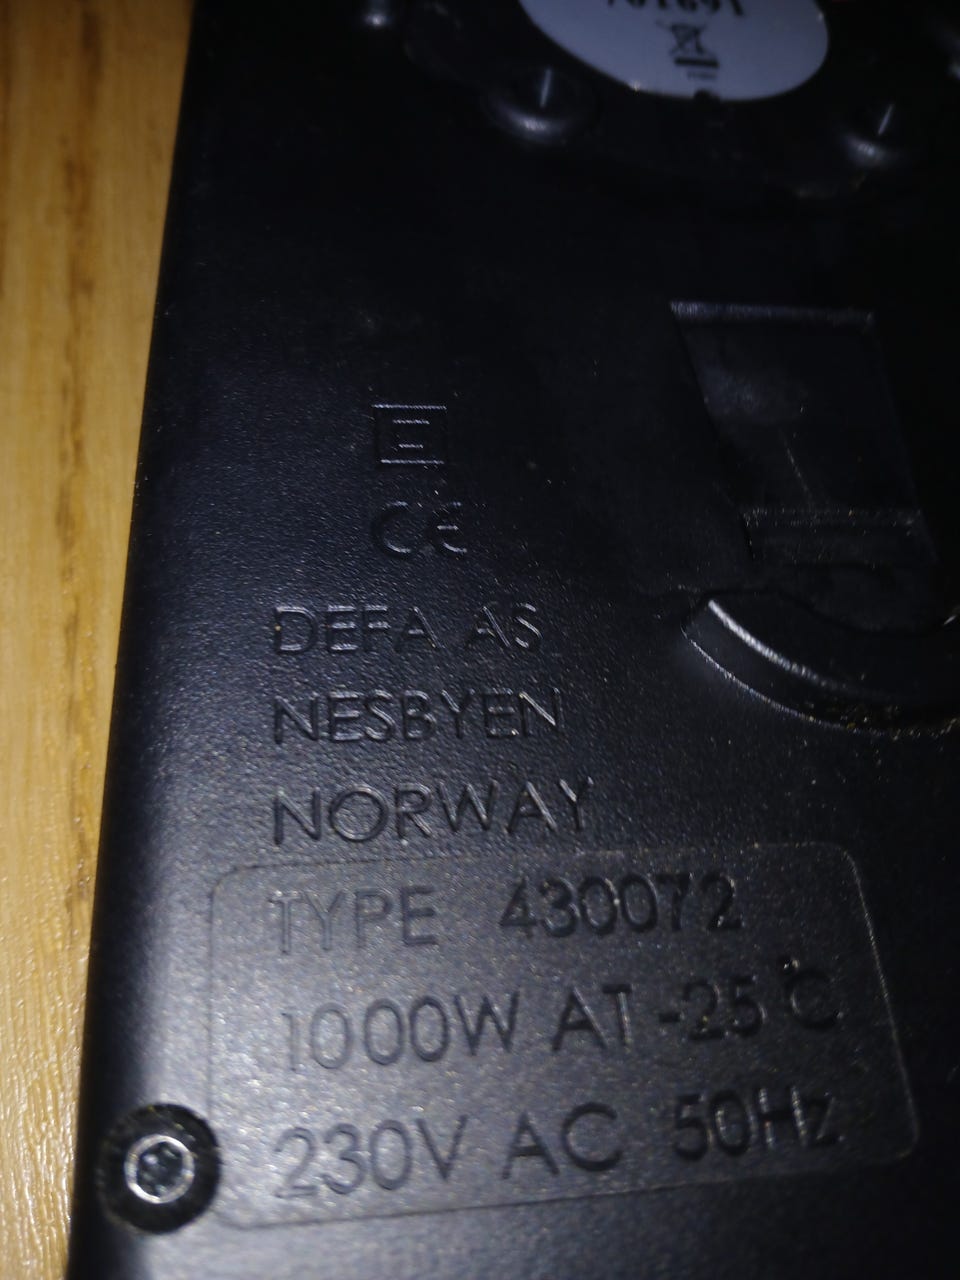 E
CE
DEFA AS
NESBYEN
NORWAY
TYPE 430072
1000W AT -25°C
230V AC 50Hz